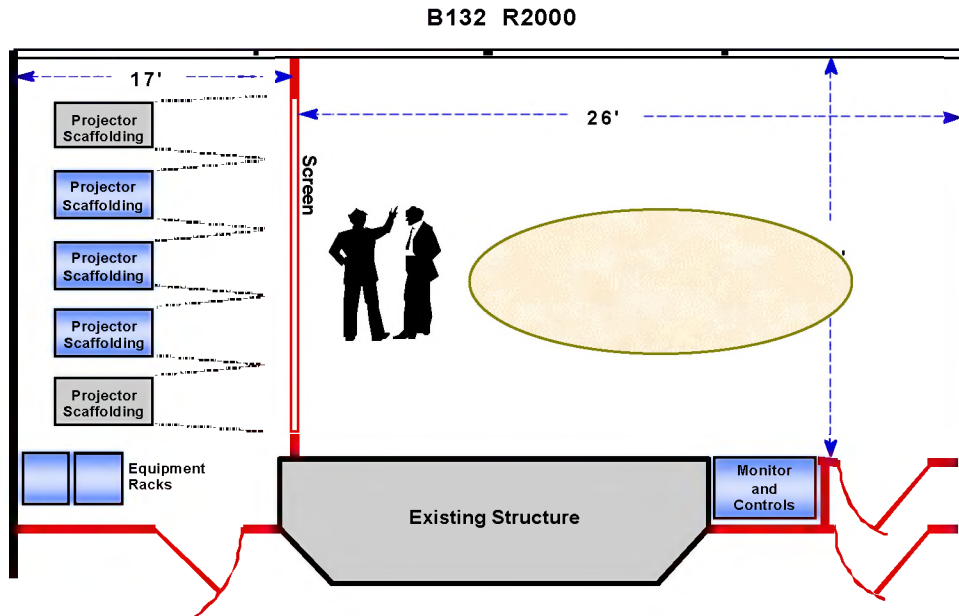 B132 R2000
17'
26'
Projector
Scaffolding
Projector
Scaffolding
Projector
Scaffolding
Projector
Scaffolding
Projector
Scaffolding
Screen
Equipment
Racks
Existing Structure
Monitor
and
Controls